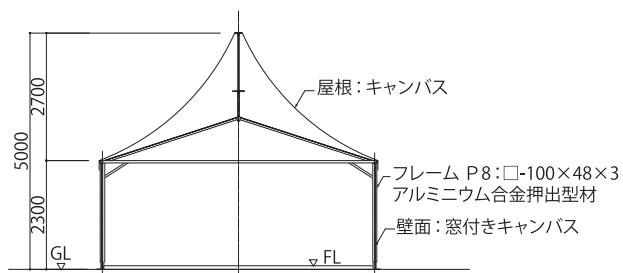 屋根：キャンバス
2700
5000
フレーム P8：□-100×48×3
アルミニウム合金押出型材
2300
壁面：窓付きキャンバス
GL
FL